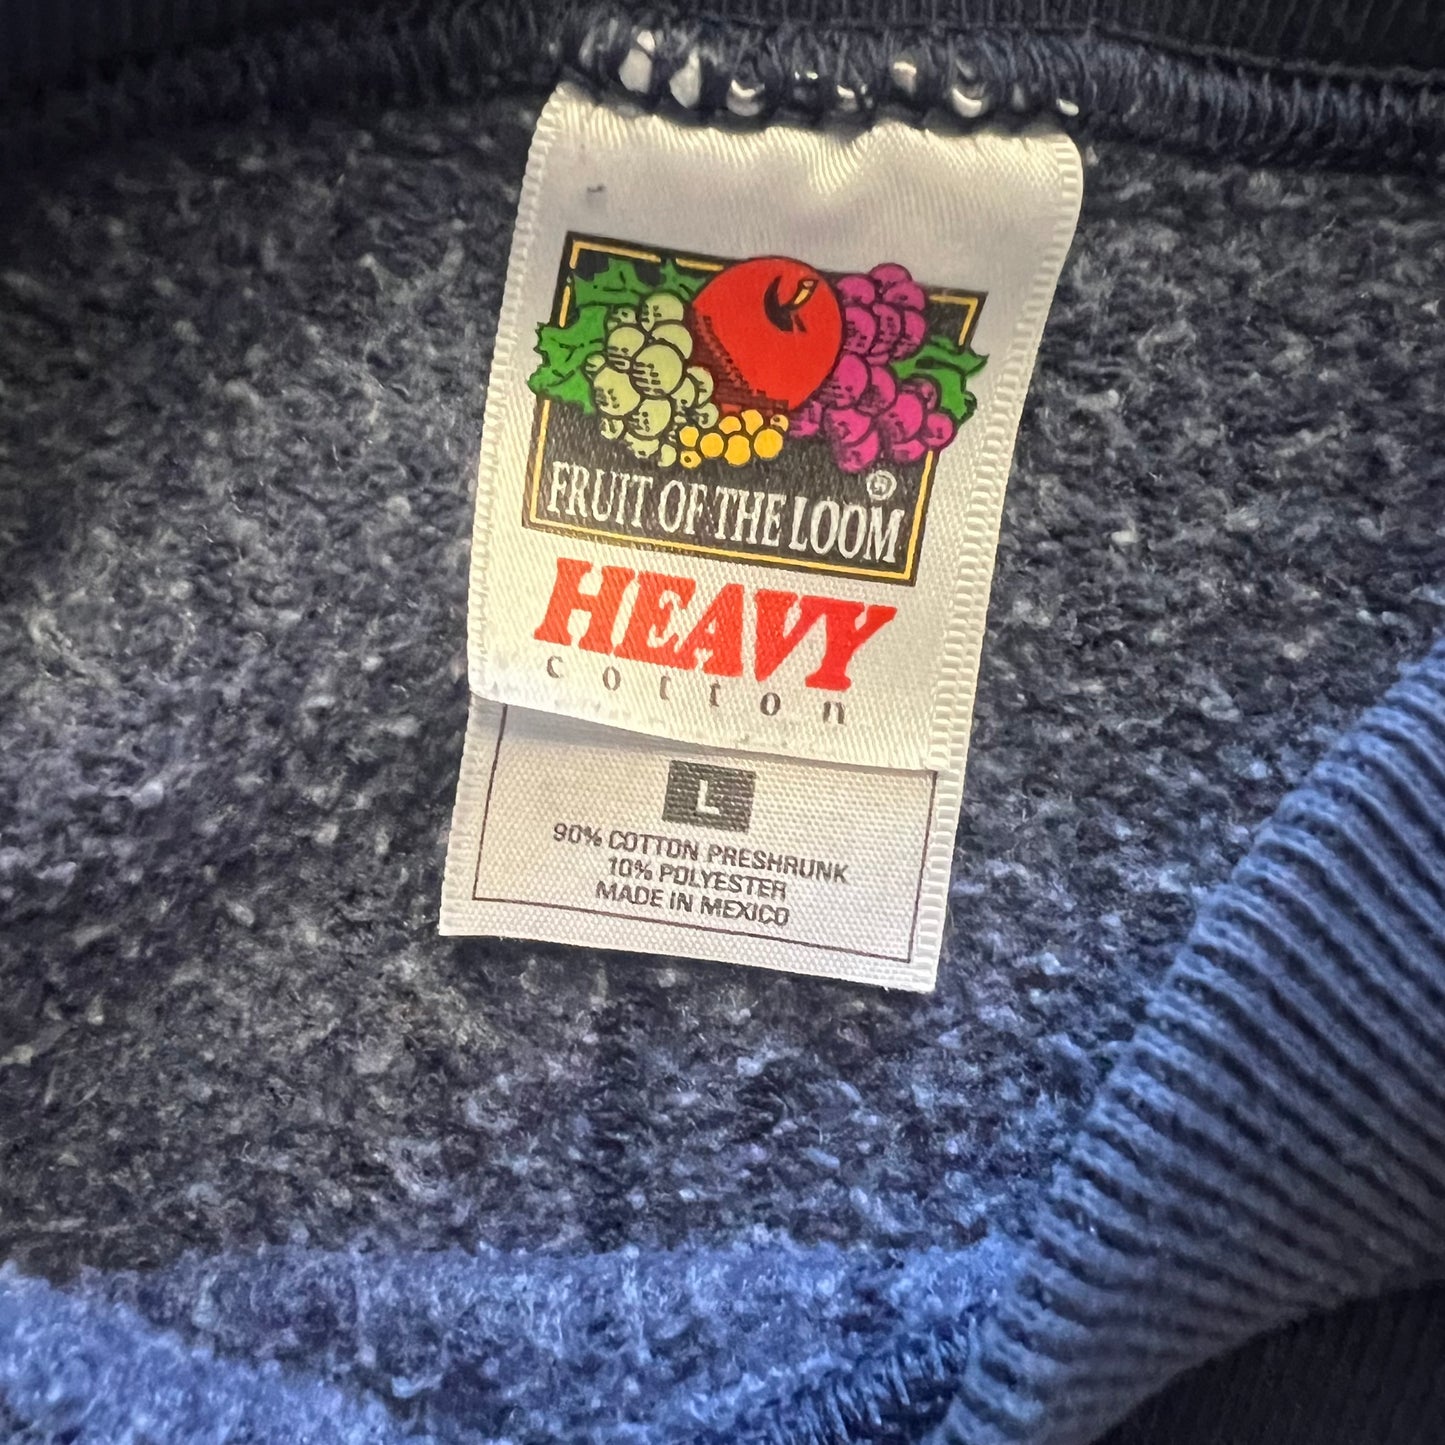 ®
FRUIT OF THE LOOM
HEAVY
cotton
L
90% COTTON PRESHRUNK
10% POLYESTER
MADE IN MEXICO